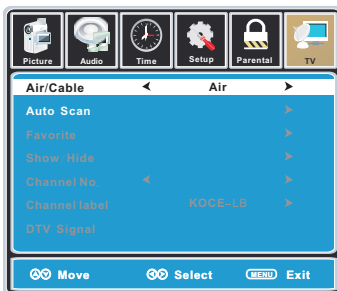 Picture Audio Time Setup Parental TV
Air/Cable Air
Auto Scan
Favorite
Show/Hide
Channel No.
Channel label KOCE-LB
DTV Signal
Move Select MENU Exit